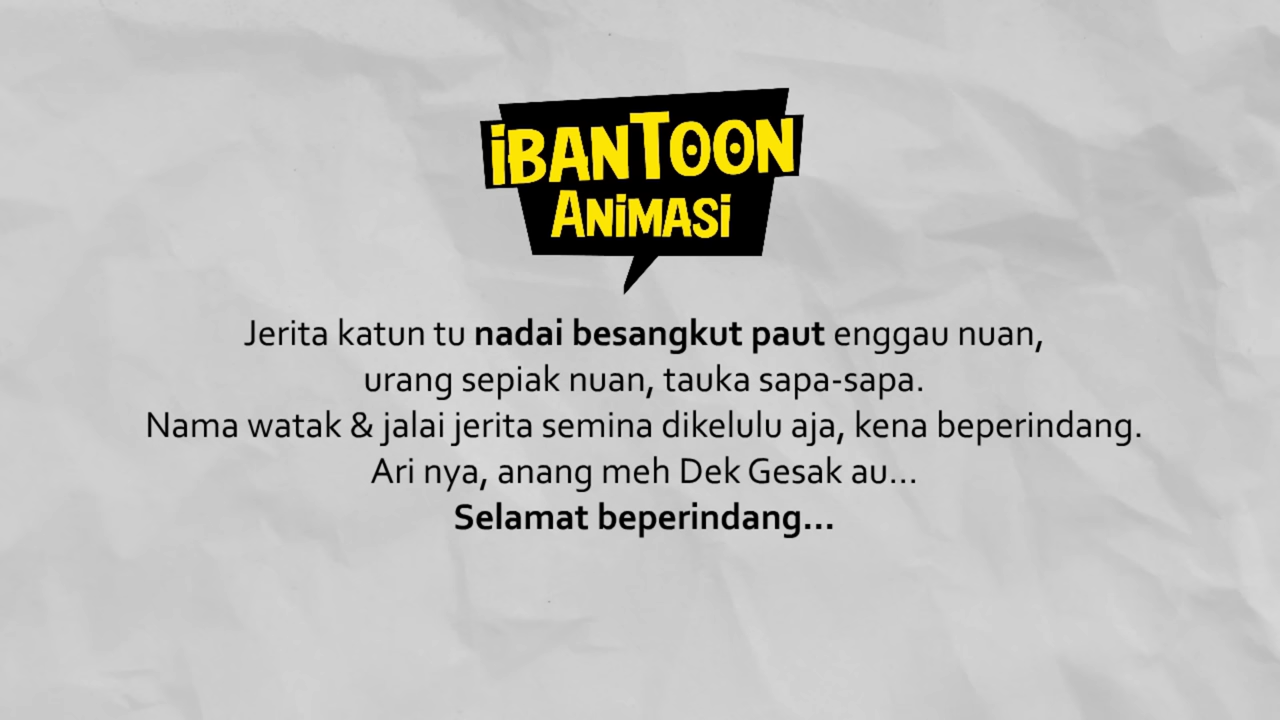 iBANTOON
ANiMASi
Jerita katun tu nadai besangkut paut enggau nuan,
urang sepiak nuan, tauka sapa-sapa.
Nama watak & jalai jerita semina dikelulu aja, kena beperindang.
Ari nya, anang meh Dek Gesak au...
Selamat beperindang...